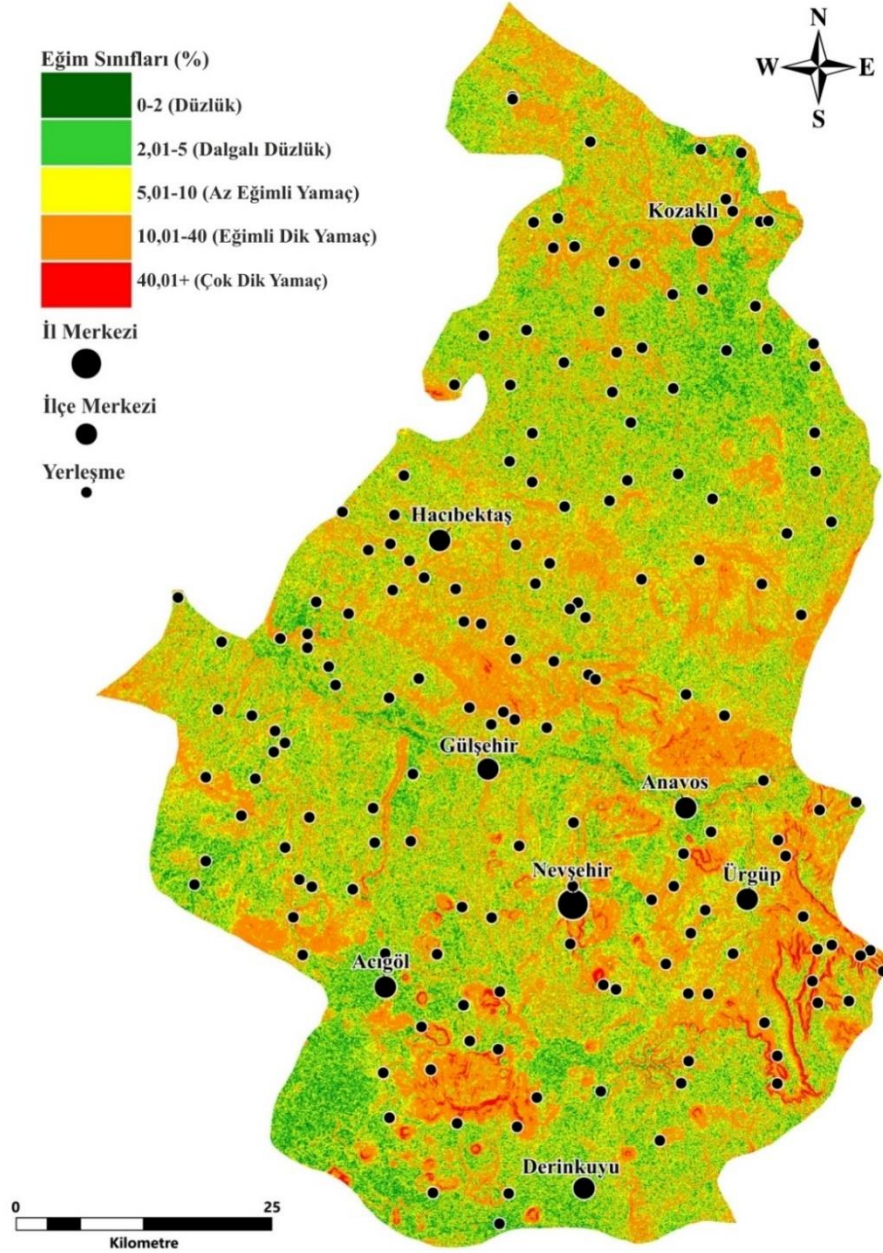 Eğim Sınıfları (%)
0-2 (Düzlük)
2,01-5 (Dalgalı Düzlük)
5,01-10 (Az Eğimli Yamaç)
10,01-40 (Eğimli Dik Yamaç)
40,01+ (Çok Dik Yamaç)
İl Merkezi
İlçe Merkezi
Yerleşme
N
W E
S
Kozaklı
Hacıbektaş
Gülşehir
Anavos
Nevşehir
Ürgüp
Acıgöl
Derinkuyu
0 25
Kilometre